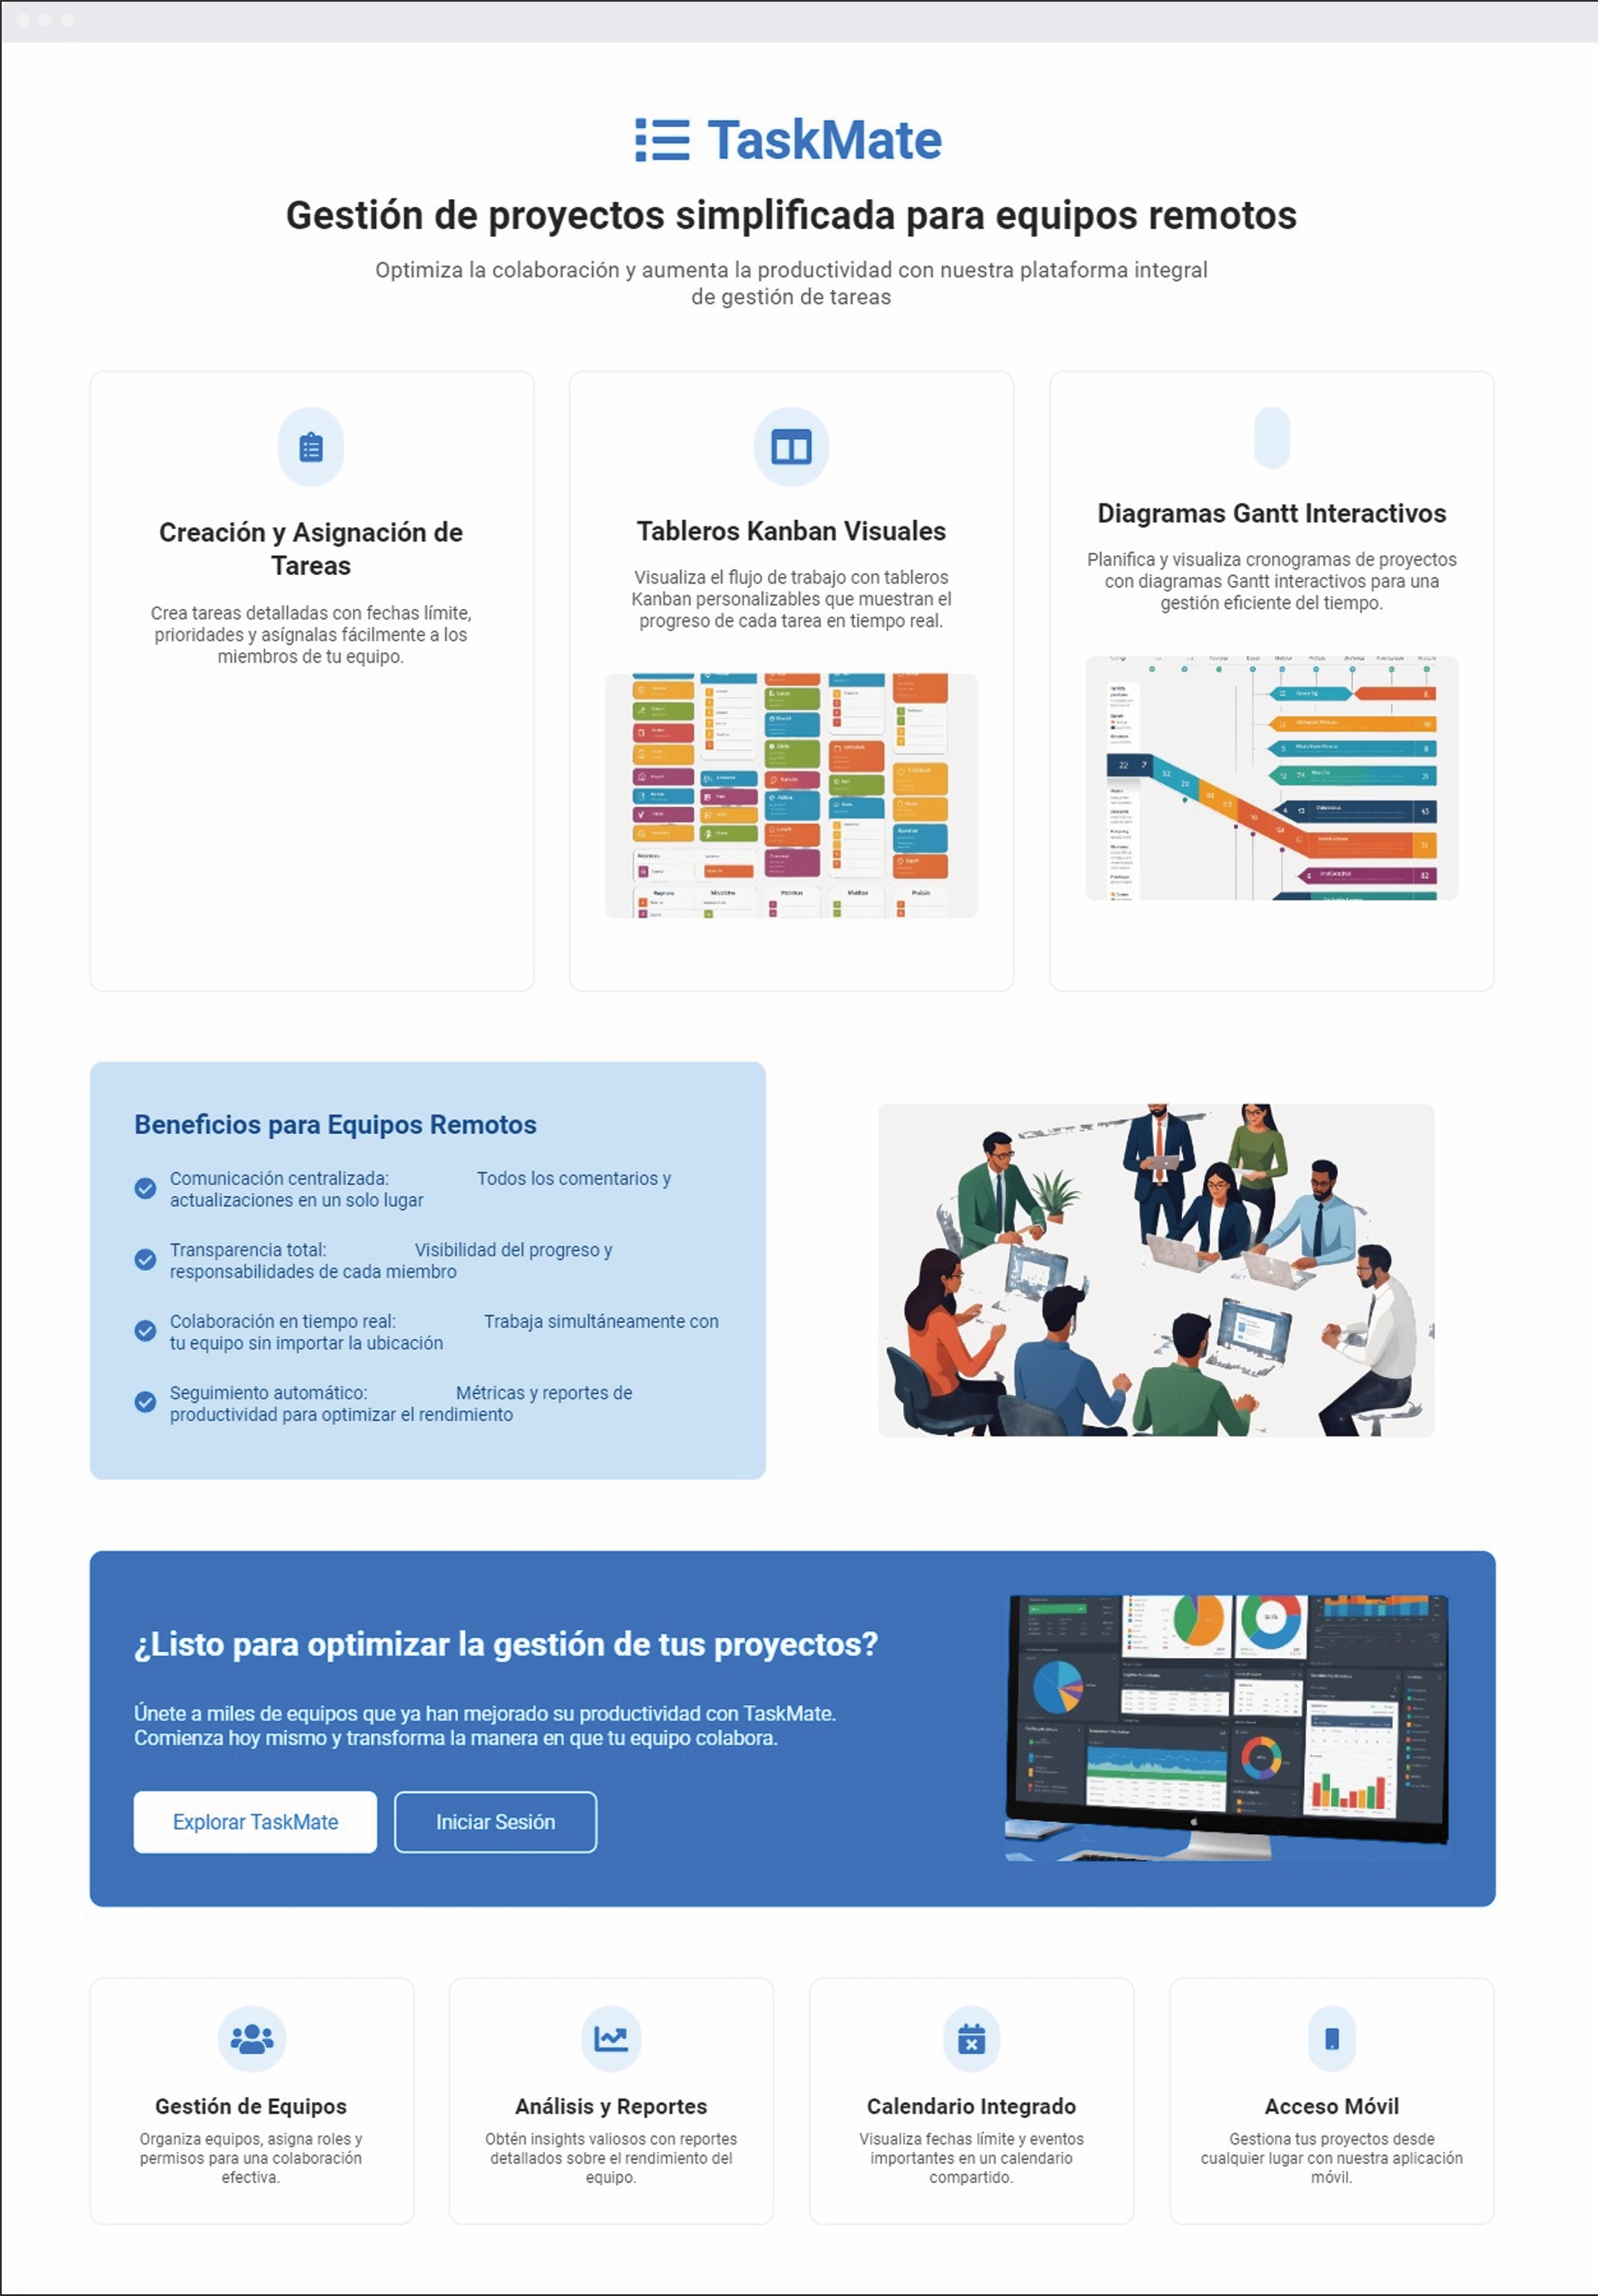 TaskMate
Gestión de proyectos simplificada para equipos remotos
Optimiza la colaboración y aumenta la productividad con nuestra plataforma integral
de gestión de tareas
Creación y Asignación de
Tareas
Crea tareas detalladas con fechas límite,
prioridades y asígnalas fácilmente a los
miembros de tu equipo.
Tableros Kanban Visuales
Visualiza el flujo de trabajo con tableros
Kanban personalizables que muestran el
progreso de cada tarea en tiempo real.
Diagramas Gantt Interactivos
Planifica y visualiza cronogramas de proyectos
con diagramas Gantt interactivos para una
gestión eficiente del tiempo.
22 7
Beneficios para Equipos Remotos
Comunicación centralizada: Todos los comentarios y
actualizaciones en un solo lugar
Transparencia total: Visibilidad del progreso y
responsabilidades de cada miembro
Colaboración en tiempo real: Trabaja simultáneamente con
tu equipo sin importar la ubicación
Seguimiento automático: Métricas y reportes de
productividad para optimizar el rendimiento
¿Listo para optimizar la gestión de tus proyectos?
Únete a miles de equipos que ya han mejorado su productividad con TaskMate.
Comienza hoy mismo y transforma la manera en que tu equipo colabora.
Explorar TaskMate
Iniciar Sesión
Gestión de Equipos
Organiza equipos, asigna roles y
permisos para una colaboración
efectiva.
Análisis y Reportes
Obtén insights valiosos con reportes
detallados sobre el rendimiento del
equipo.
Calendario Integrado
Visualiza fechas límite y eventos
importantes en un calendario
compartido.
Acceso Móvil
Gestiona tus proyectos desde
cualquier lugar con nuestra aplicación
móvil.